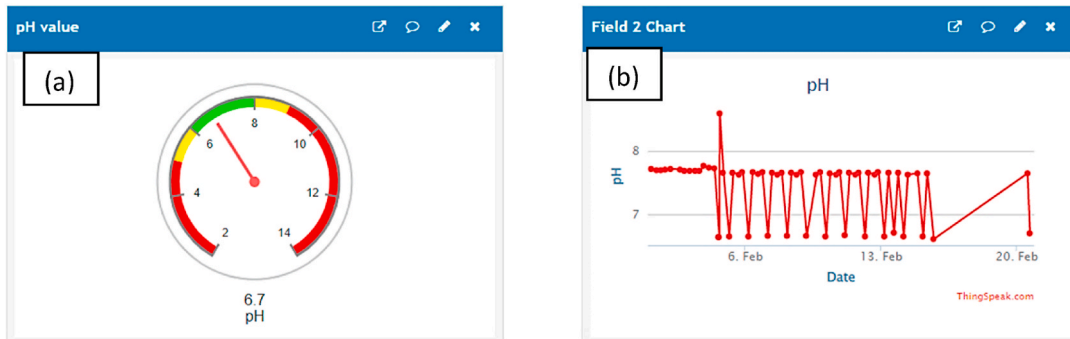 pH value
(a)
2
4
6
8
10
12
14
6.7
pH
Field 2 Chart
(b)
pH
8
7
pH
6. Feb
13. Feb
20. Feb
Date
ThingSpeak.com